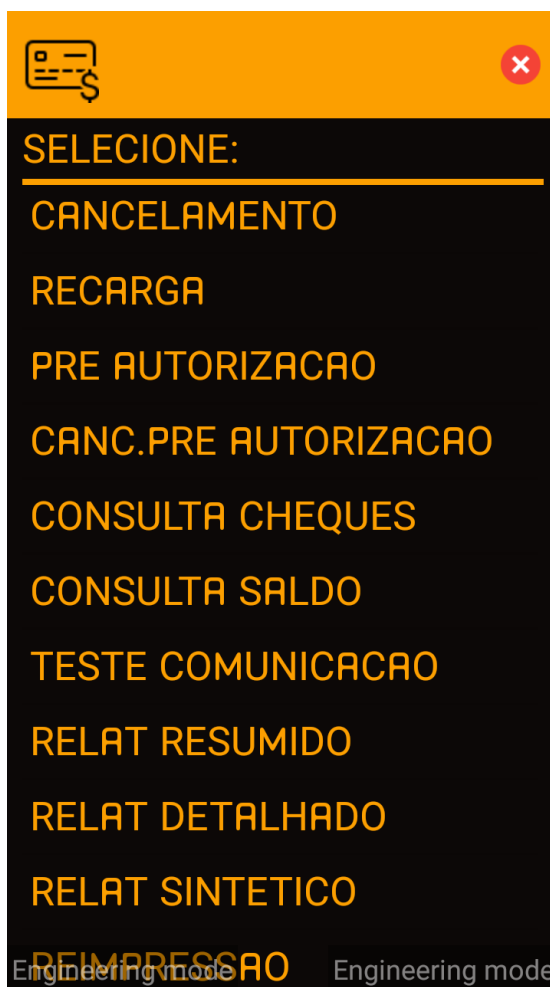 SELECIONE:
CANCELAMENTO
RECARGA
PRE AUTORIZACAO
CANC.PRE AUTORIZACAO
CONSULTA CHEQUES
CONSULTA SALDO
TESTE COMUNICACAO
RELAT RESUMIDO
RELAT DETALHADO
RELAT SINTETICO
REIMPRESSAO
Engineering mode Engineering mode